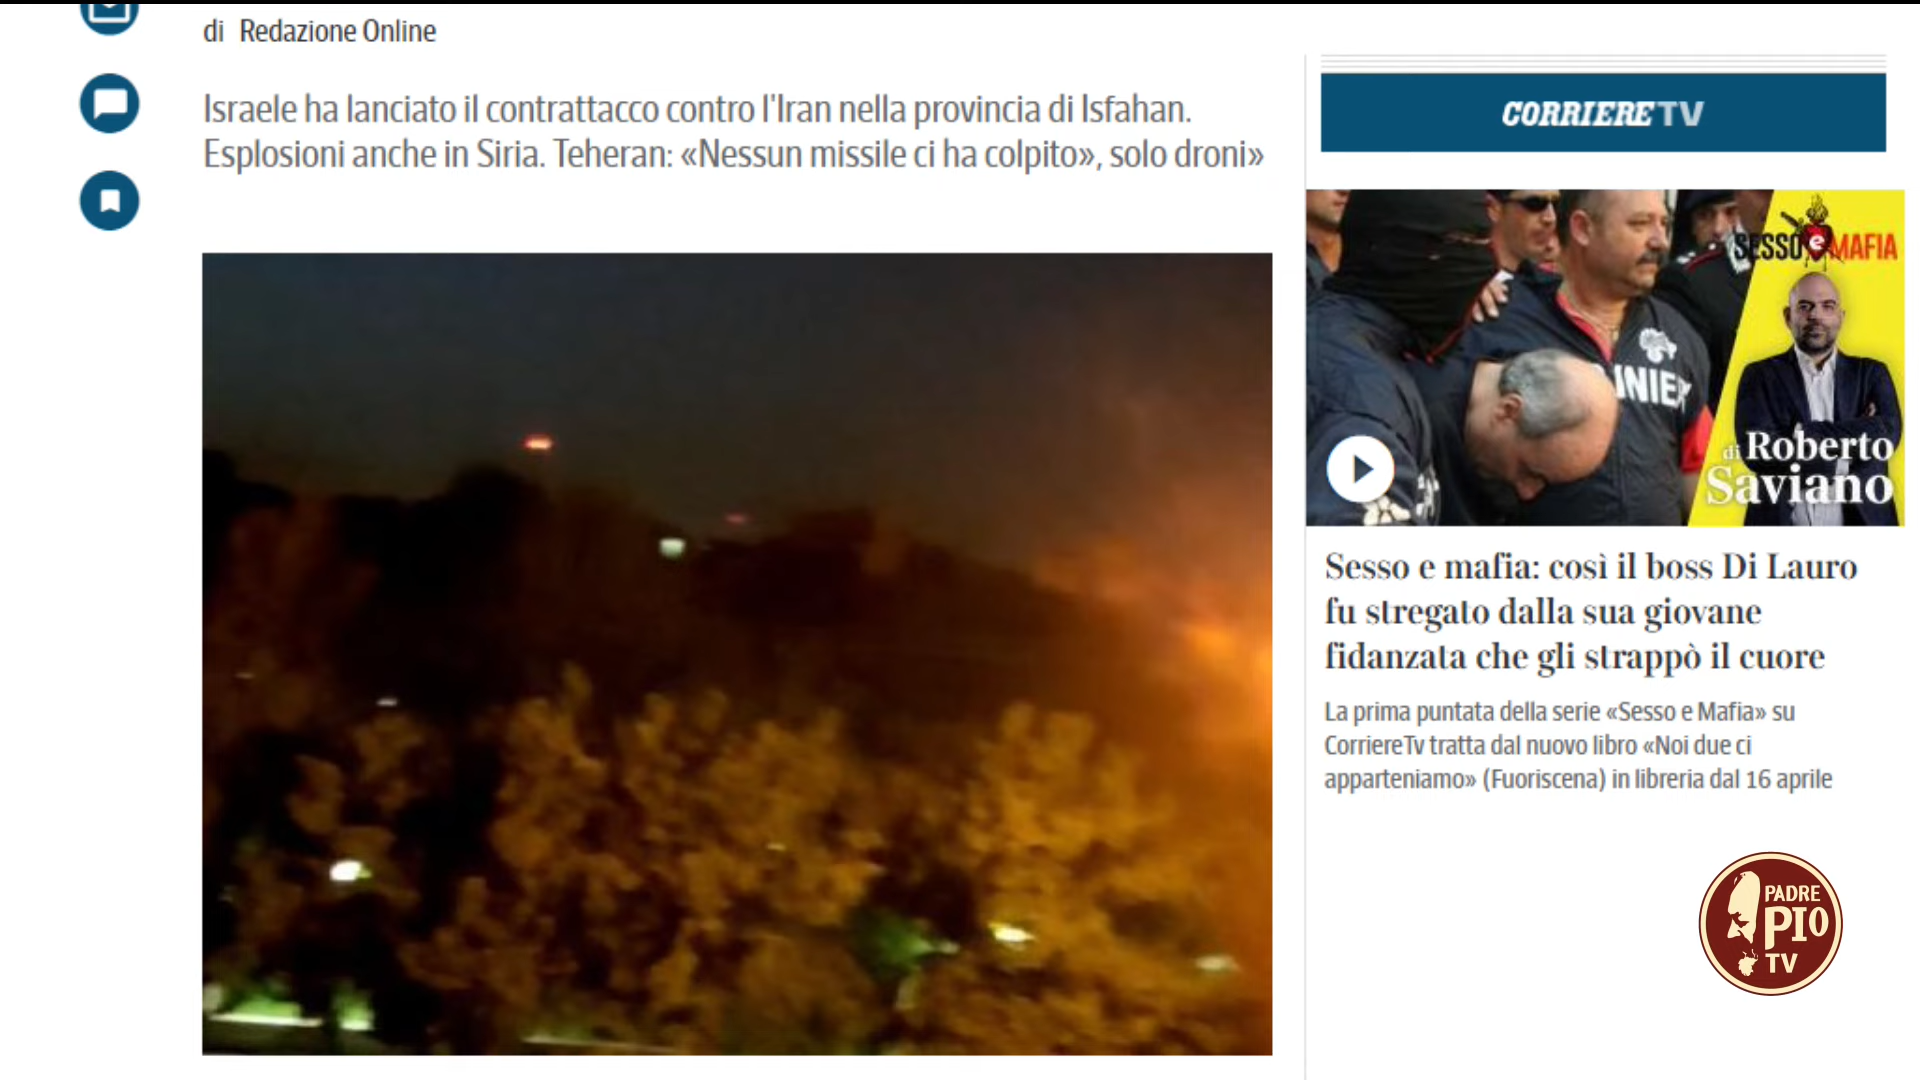 di Redazione Online
Israele ha lanciato il contrattacco contro l'Iran nella provincia di Isfahan.
Esplosioni anche in Siria. Teheran: «Nessun missile ci ha colpito», solo droni»
CORRIERE TV
SESSO e MAFIA
INIER
di Roberto
Saviano
Sesso e mafia: così il boss Di Lauro
fu stregato dalla sua giovane
fidanzata che gli strappò il cuore
La prima puntata della serie «Sesso e Mafia» su
CorriereTv tratta dal nuovo libro «Noi due ci
apparteniamo» (Fuoriscena) in libreria dal 16 aprile
PADRE
PIO
TV